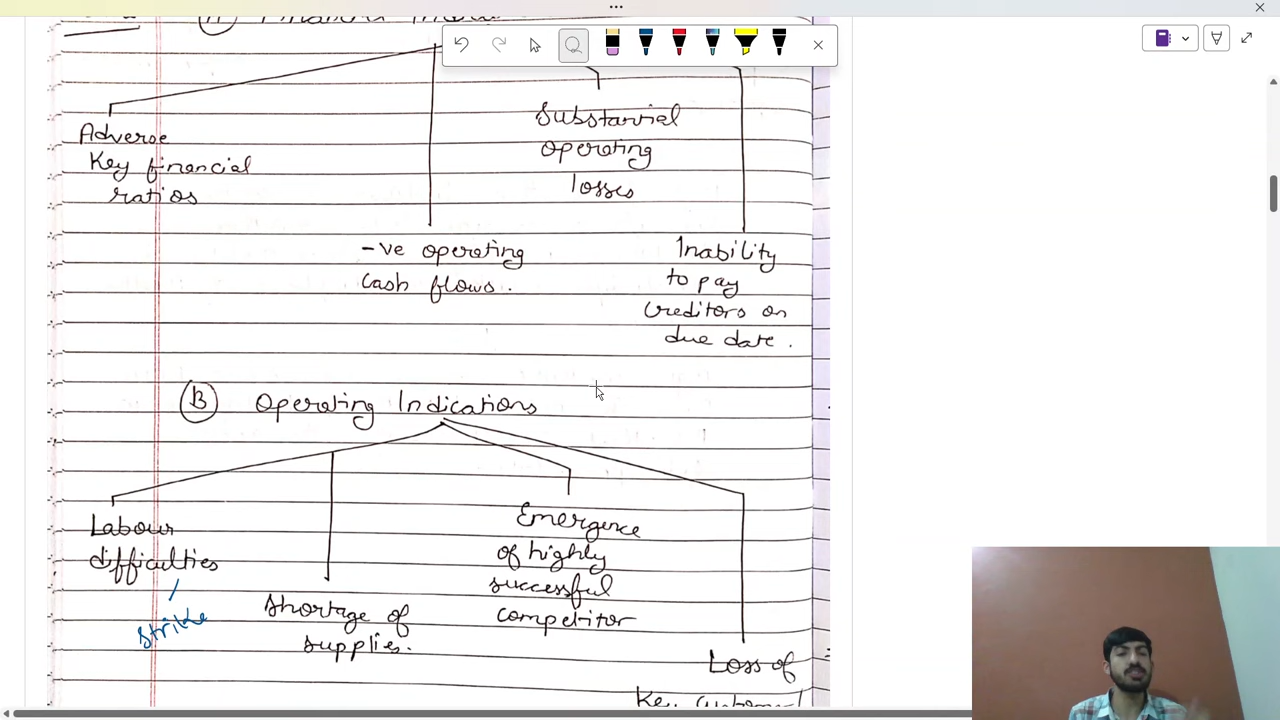 Adverse
Key financial
ratios
Substantial
operating
losses
-ve operating
cash flows.
Inability
to pay
creditors on
due date.
B Operating Indications
Labour
difficulties
strike
Shortage of
supplies.
Emergence
of highly
successful
competitor
Loss of
Key